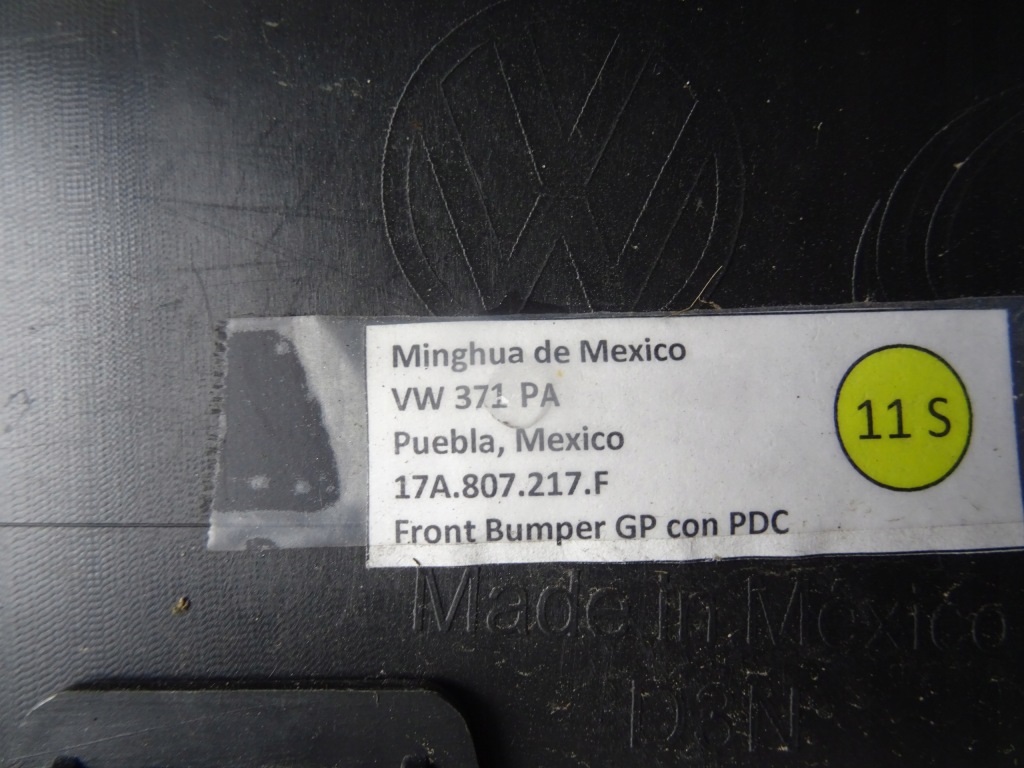 Minghua de Mexico
VW 371 PA
Puebla, Mexico
17A.807.217.F
Front Bumper GP con PDC
11 S
Made in Mexico
D8N